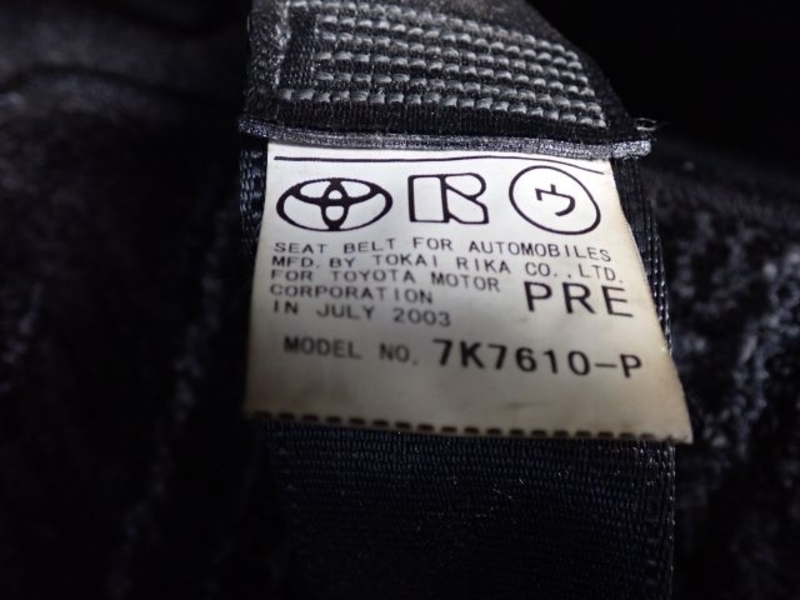 ウ
SEAT BELT FOR AUTOMOBILES
MFD. BY TOKAI RIKA CO.,LTD.
FOR TOYOTA MOTOR
CORPORATION
IN JULY 2003
PRE
MODEL NO. 7K7610-P